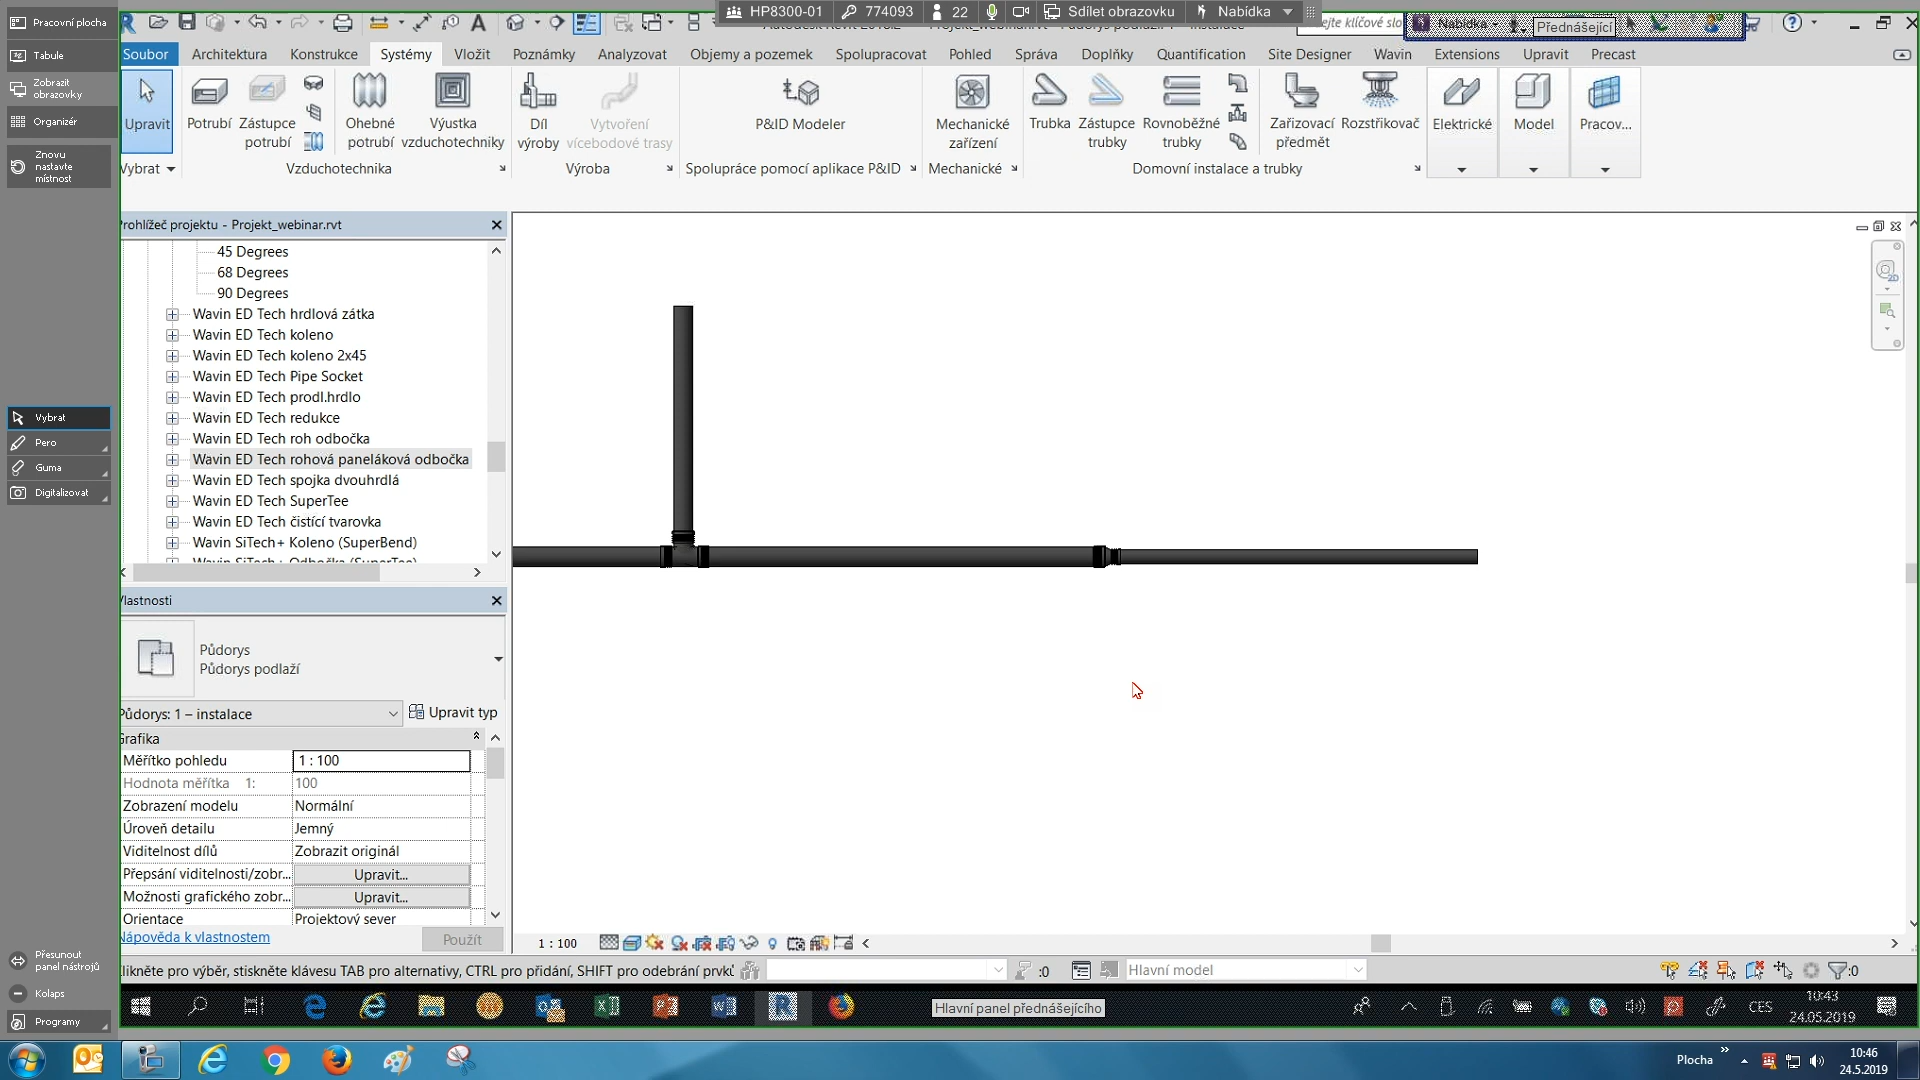 Pracovní plocha
Tabule
Zobrazit
obrazovky
Organizér
Znovu
nastavte
místnost
Vybrat
Pero
Guma
Digitalizovat
Přesunout
panel nástrojů
Kolaps
Programy
HP8300-01
774093
22
Sdílet obrazovku
Nabídka
Nabídka
Přednášející
Soubor
Architektura
Konstrukce
Systémy
Vložit
Poznámky
Analyzovat
Objemy a pozemek
Spolupracovat
Pohled
Správa
Doplňky
Quantification
Site Designer
Wavin
Extensions
Upravit
Precast
Upravit
Potrubí
Zástupce
potrubí
Ohebné
potrubí
Výustka
vzduchotechniky
Díl
výroby
Vytvoření
vícebodové trasy
P&ID Modeler
Mechanické
zařízení
Trubka
Zástupce
trubky
Rovnoběžné
trubky
Zařizovací
předmět
Rozstřikovač
Elektrické
Model
Pracov...
Vybrat
Vzduchotechnika
Výroba
Spolupráce pomocí aplikace P&ID
Mechanické
Domovní instalace a trubky
Prohlížeč projektu - Projekt_webinar.rvt
45 Degrees
68 Degrees
90 Degrees
Wavin ED Tech hrdlová zátka
Wavin ED Tech koleno
Wavin ED Tech koleno 2x45
Wavin ED Tech Pipe Socket
Wavin ED Tech prodl.hrdlo
Wavin ED Tech redukce
Wavin ED Tech roh odbočka
Wavin ED Tech rohová paneláková odbočka
Wavin ED Tech spojka dvouhrdlá
Wavin ED Tech SuperTee
Wavin ED Tech čistící tvarovka
Wavin SiTech+ Koleno (SuperBend)
Wavin SiTech+ Odbočka (SuperTee)
Vlastnosti
Půdorys
Půdorys podlaží
Půdorys: 1 – instalace
Upravit typ
Grafika
Měřítko pohledu
1 : 100
Hodnota měřítka 1:
100
Zobrazení modelu
Normální
Úroveň detailu
Jemný
Viditelnost dílů
Zobrazit originál
Přepsání viditelnosti/zobr...
Upravit...
Možnosti grafického zobr...
Upravit...
Orientace
Projektový sever
Nápověda k vlastnostem
Použít
1 : 100
likněte pro výběr, stiskněte klávesu TAB pro alternativy, CTRL pro přidání, SHIFT pro odebrání prvků
:0
Hlavní model
:0
Hlavní panel přednášejícího
CES
10:43
24.05.2019
Plocha
10:46
24.5.2019